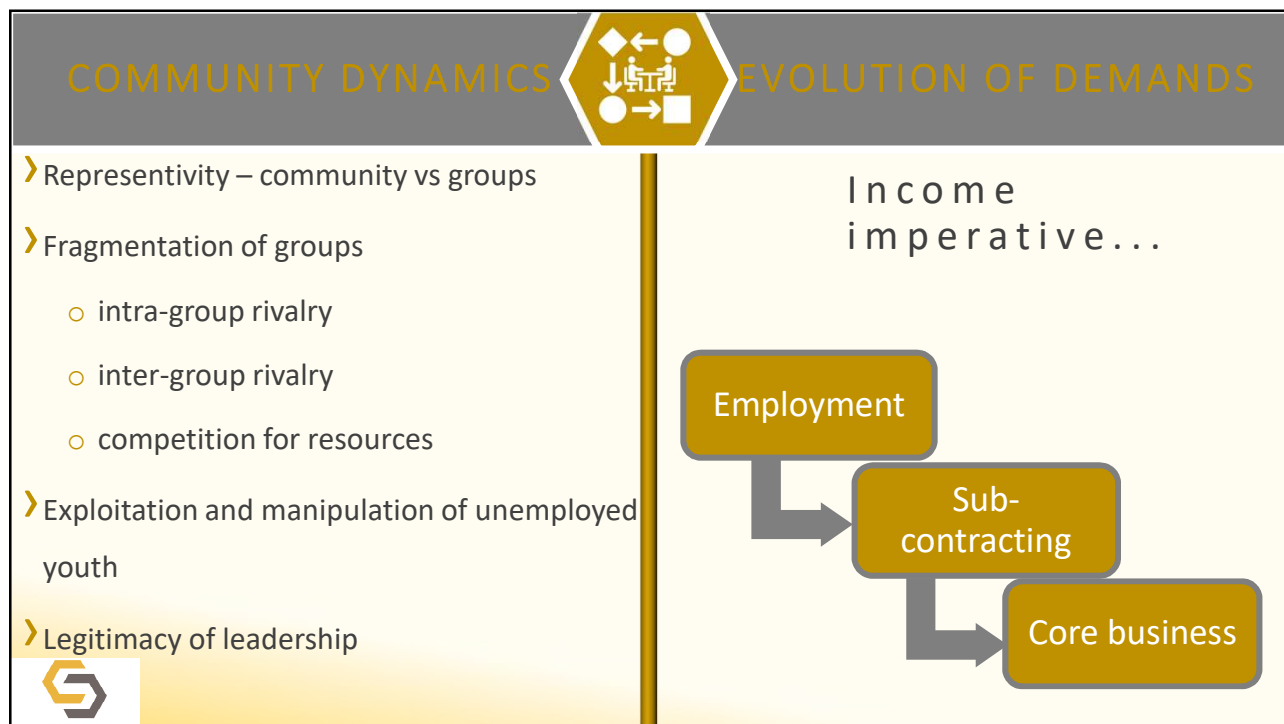 COMMUNITY DYNAMICS
EVOLUTION OF DEMANDS
Representivity – community vs groups
Fragmentation of groups
intra-group rivalry
inter-group rivalry
competition for resources
Exploitation and manipulation of unemployed
youth
Legitimacy of leadership
Income
imperative...
Employment
Sub-
contracting
Core business